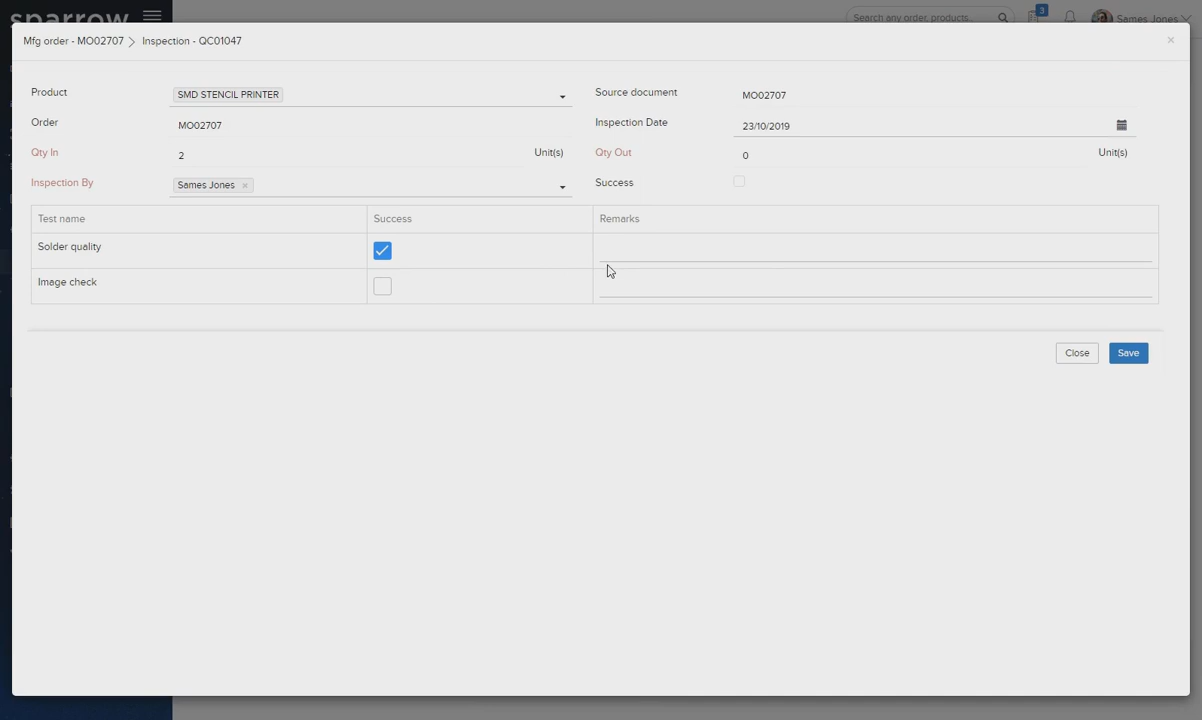 sparrow
Search any order, products..
3
Sames Jones
Mfg order - MO02707
Inspection - QC01047
×
Product
SMD STENCIL PRINTER
Source document
MO02707
Order
MO02707
Inspection Date
23/10/2019
Qty In
2
Unit(s)
Qty Out
0
Unit(s)
Inspection By
Sames Jones ×
Success
Test name
Success
Remarks
Solder quality
Image check
Close
Save